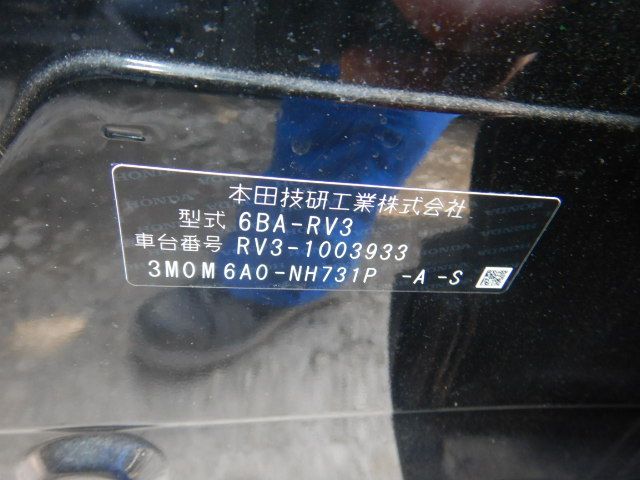 本田技研工業株式会社
型式 6BA-RV3
車台番号 RV3-1003933
3M0M6A0-NH731P -A -S